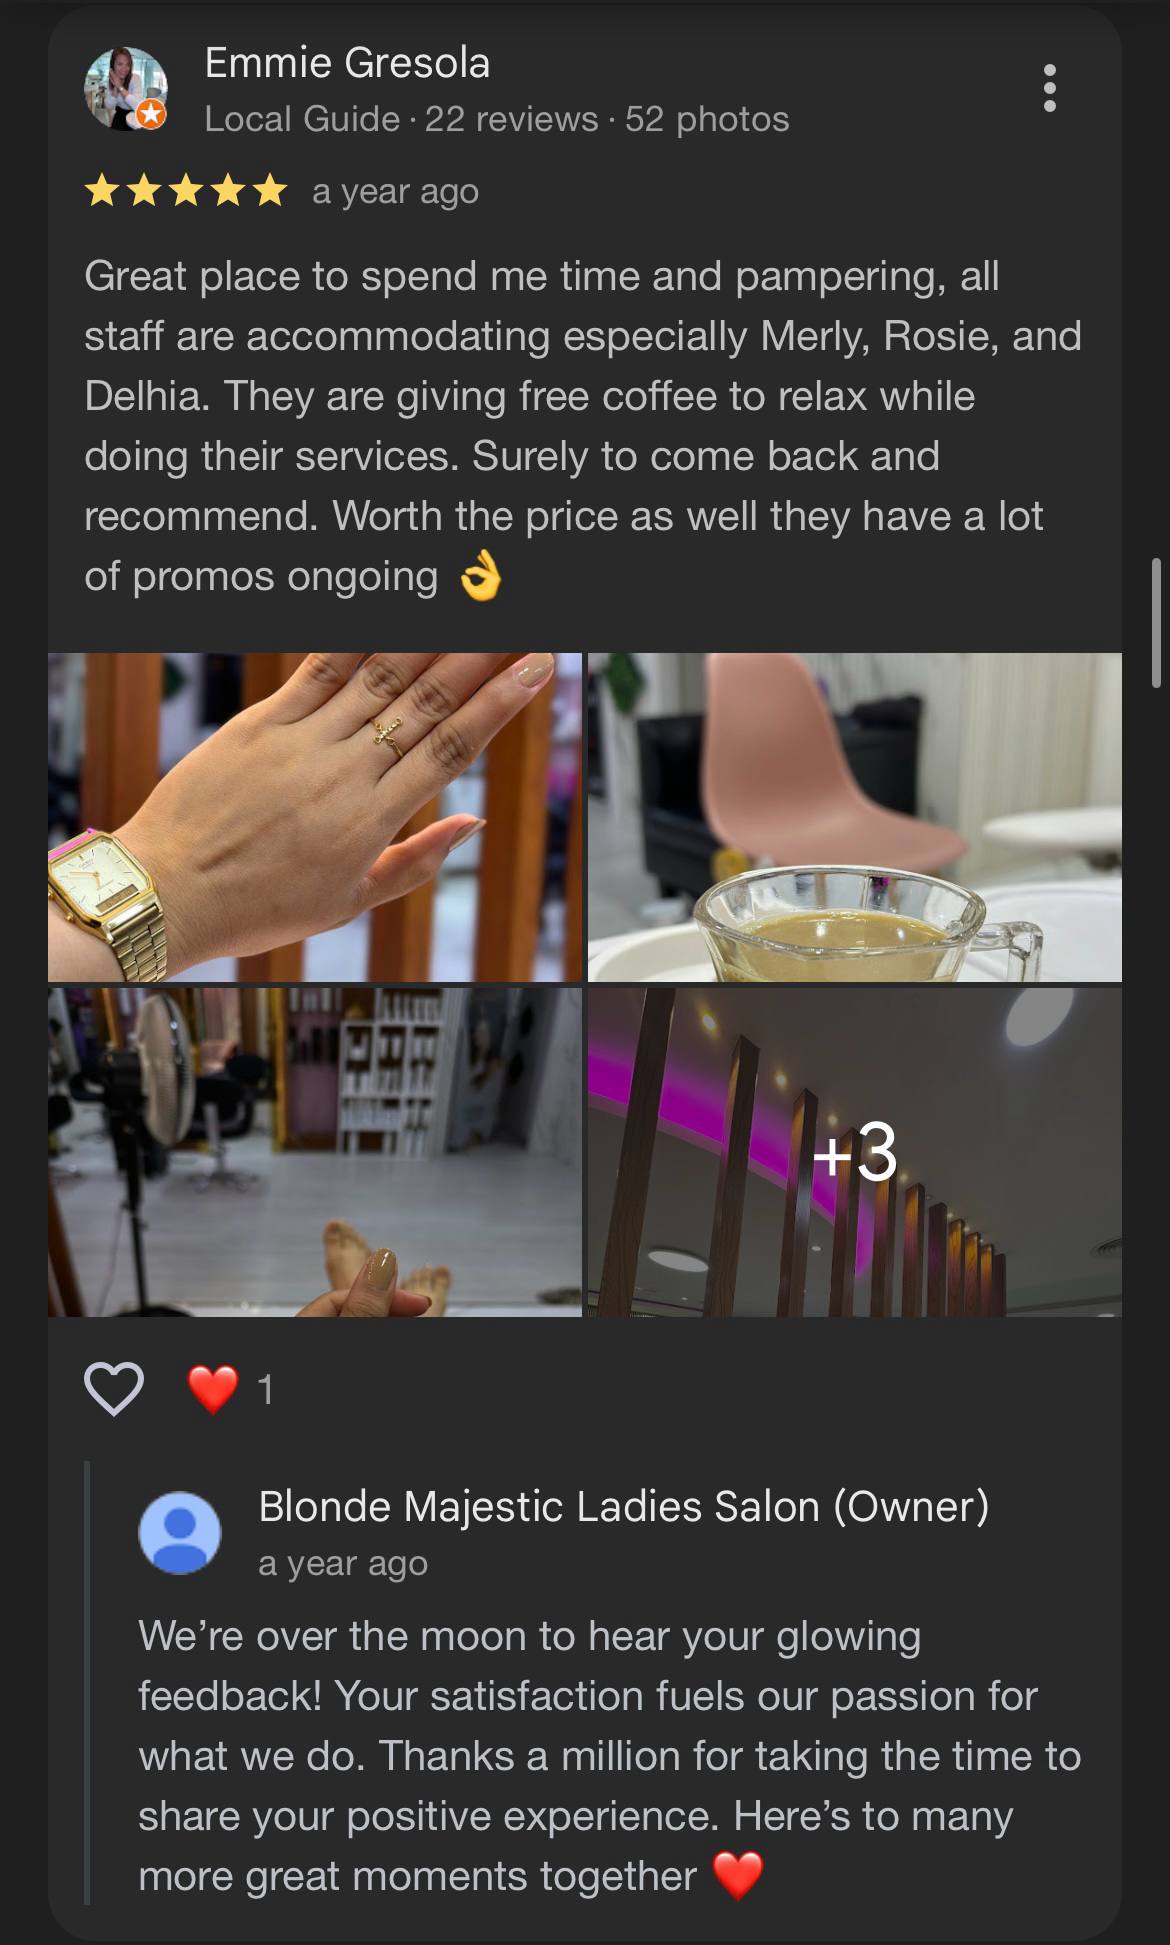 Emmie Gresola
Local Guide · 22 reviews · 52 photos
a year ago
Great place to spend me time and pampering, all
staff are accommodating especially Merly, Rosie, and
Delhia. They are giving free coffee to relax while
doing their services. Surely to come back and
recommend. Worth the price as well they have a lot
of promos ongoing 👌
+3
❤️ 1
Blonde Majestic Ladies Salon (Owner)
a year ago
We’re over the moon to hear your glowing
feedback! Your satisfaction fuels our passion for
what we do. Thanks a million for taking the time to
share your positive experience. Here’s to many
more great moments together ❤️